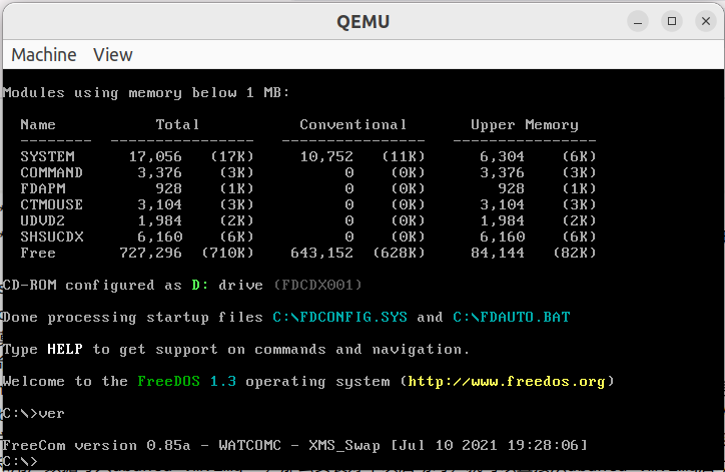 QEMU
Machine View
Modules using memory below 1 MB:
Name Total Conventional Upper Memory
-------- ---------------- ---------------- ----------------
SYSTEM 17,056 (17K) 10,752 (11K) 6,304 (6K)
COMMAND 3,376 (3K) 0 (0K) 3,376 (3K)
FDAPM 928 (1K) 0 (0K) 928 (1K)
CTMOUSE 3,104 (3K) 0 (0K) 3,104 (3K)
UDVD2 1,984 (2K) 0 (0K) 1,984 (2K)
SHSUCDX 6,160 (6K) 0 (0K) 6,160 (6K)
Free 727,296 (710K) 643,152 (628K) 84,144 (82K)
CD-ROM configured as D: drive (FDCDX001)
Done processing startup files C:\FDCONFIG.SYS and C:\FDAUTO.BAT
Type HELP to get support on commands and navigation.
Welcome to the FreeDOS 1.3 operating system (http://www.freedos.org)
C:\>ver
FreeCom version 0.85a - WATCOMC - XMS_Swap [Jul 10 2021 19:28:06]
C:\>